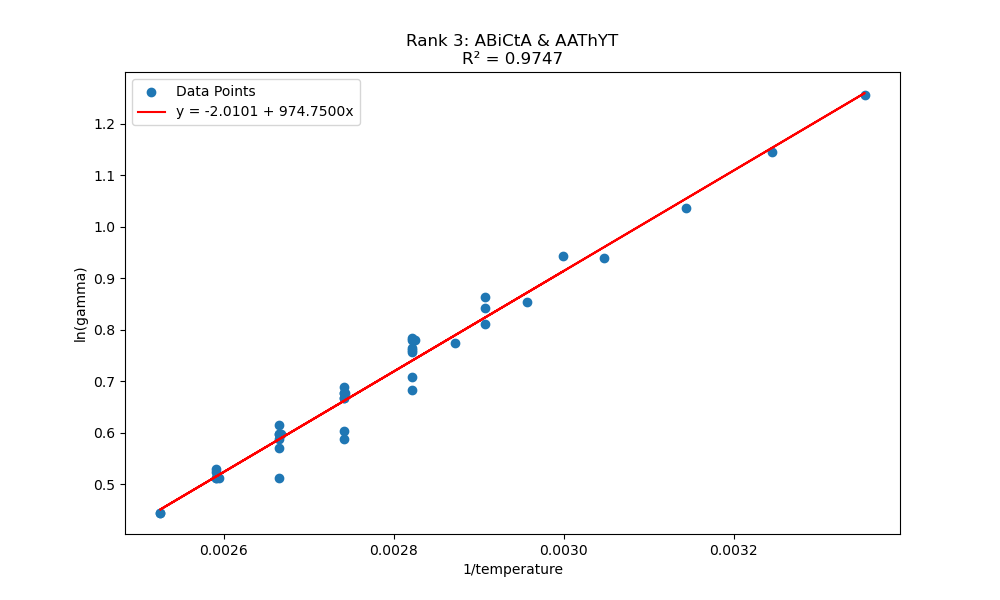 Rank 3: ABiCtA & AAThYT
R² = 0.9747
Data Points
y = -2.0101 + 974.7500x
1.2
1.1
1.0
0.9
0.8
0.7
0.6
0.5
ln(gamma)
0.0026 0.0028 0.0030 0.0032
1/temperature